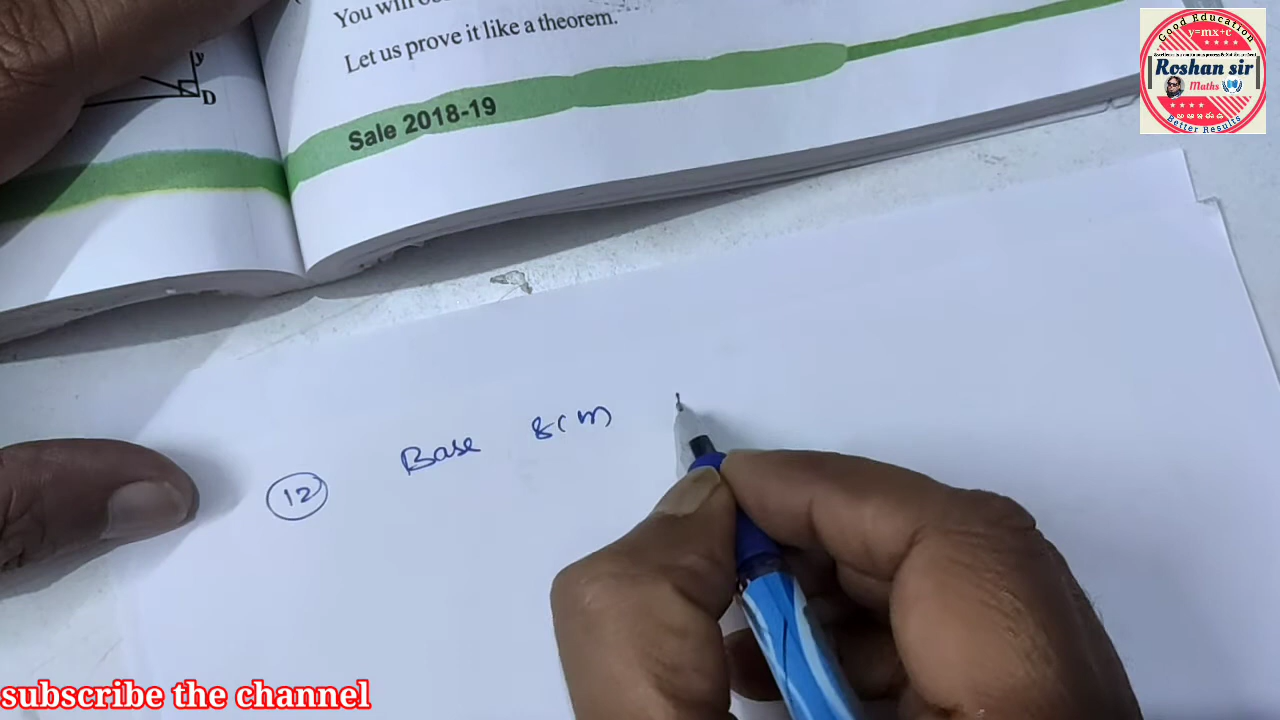 You will
Let us prove it like a theorem.
y
D
Sale 2018-19
Good Education
y=mx+c
Roshan sir
Maths
Better Results
12 Base 8cm
subscribe the channel